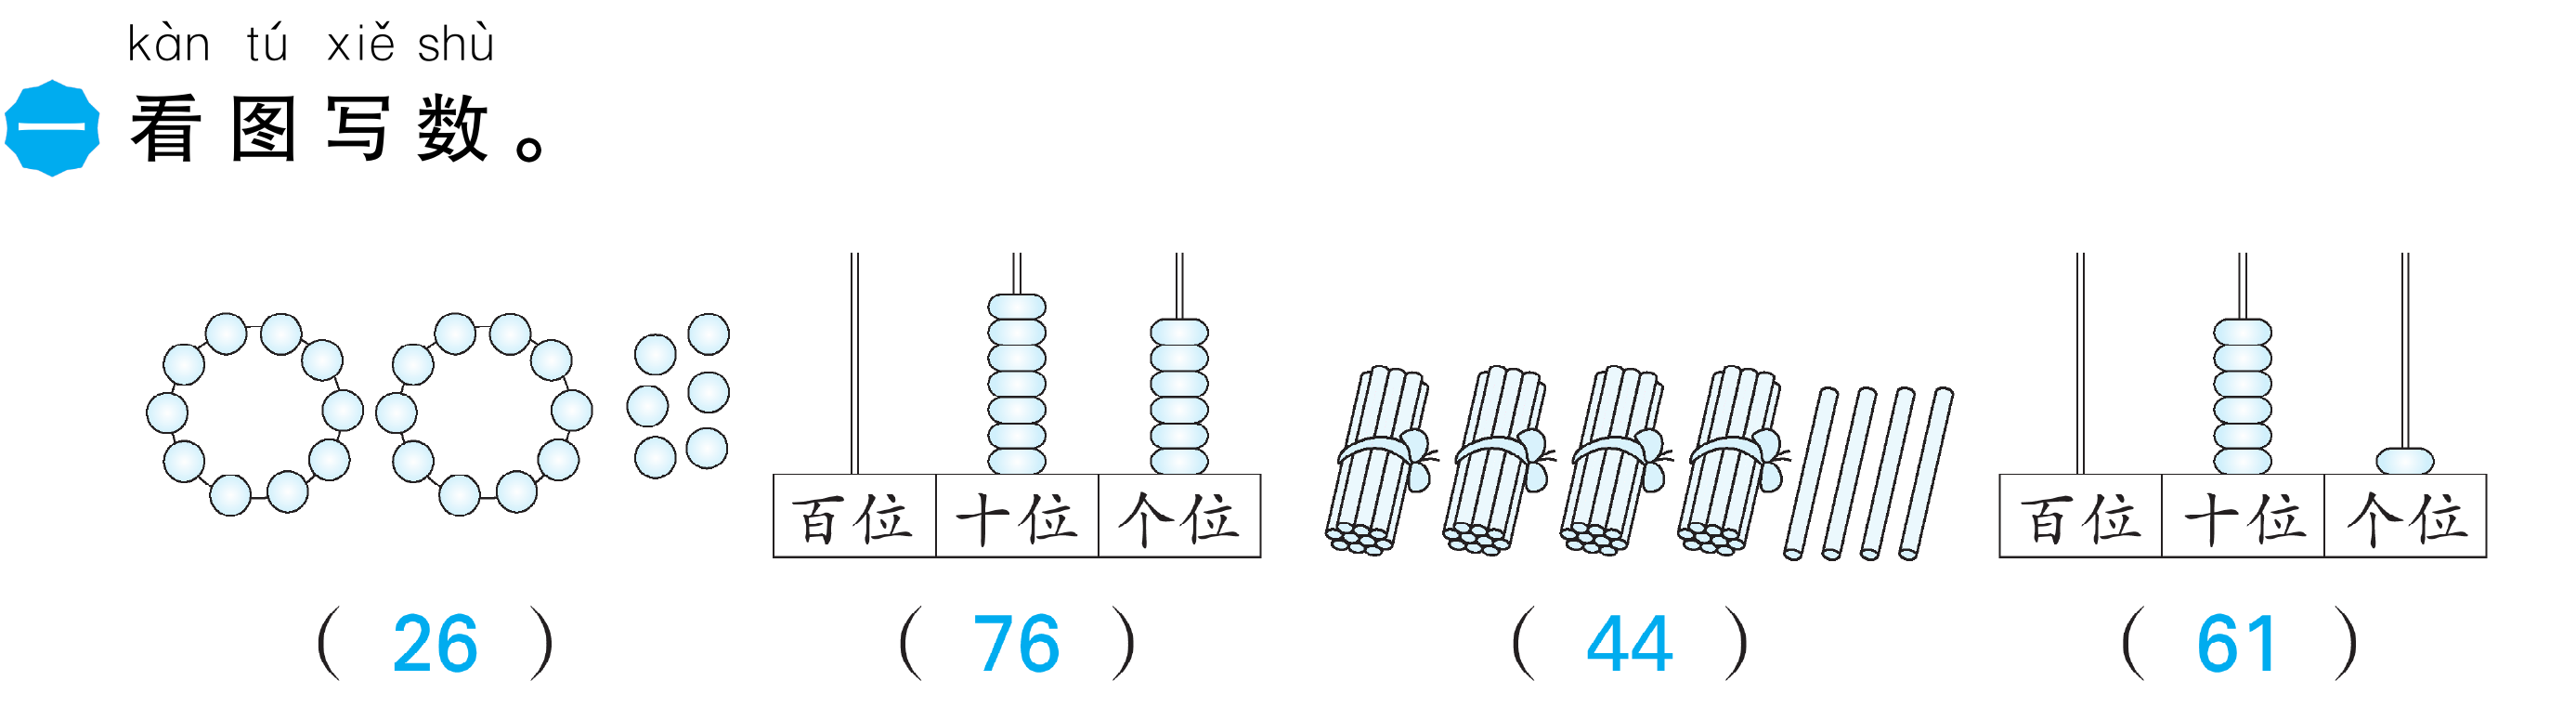 kàn tú xiě shù
一 看图写数。
百位 十位 个位 百位 十位 个位
( 26 ) ( 76 ) ( 44 ) ( 61 )